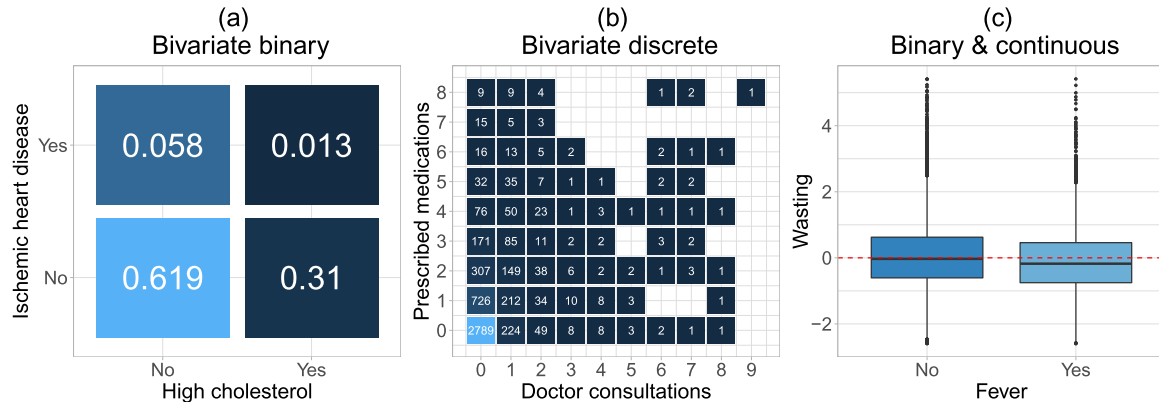 (a)
Bivariate binary
Ischemic heart disease
Yes
0.058 0.013
No
0.619 0.31
No Yes
High cholesterol
(b)
Bivariate discrete
Prescribed medications
8 9 9 4 1 2 1
7 15 5 3
6 16 13 5 2 2 1 1
5 32 35 7 1 1 2 2
4 76 50 23 1 3 1 1 1 1
3 171 85 11 2 2 3 2
2 307 149 38 6 2 2 1 3 2
1 726 212 34 10 8 3 1
0 2789 224 49 8 8 3 2 1 1
0 1 2 3 4 5 6 7 8 9
Doctor consultations
(c)
Binary & continuous
Wasting
4
2
0
−2
No Yes
Fever